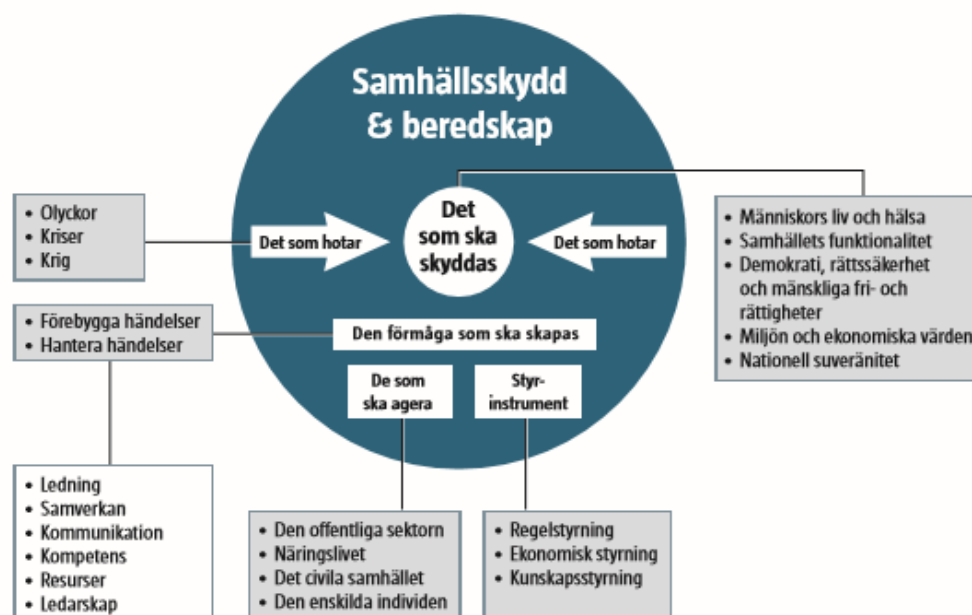 Samhällsskydd
& beredskap
• Olyckor
• Kriser
• Krig
Det som hotar
Det
som ska
skyddas
Det som hotar
• Människors liv och hälsa
• Samhällets funktionalitet
• Demokrati, rättssäkerhet
och mänskliga fri- och
rättigheter
• Miljön och ekonomiska värden
• Nationell suveränitet
• Förebygga händelser
• Hantera händelser
Den förmåga som ska skapas
De som
ska agera
Styr-
instrument
• Ledning
• Samverkan
• Kommunikation
• Kompetens
• Resurser
• Ledarskap
• Den offentliga sektorn
• Näringslivet
• Det civila samhället
• Den enskilda individen
• Regelstyrning
• Ekonomisk styrning
• Kunskapsstyrning